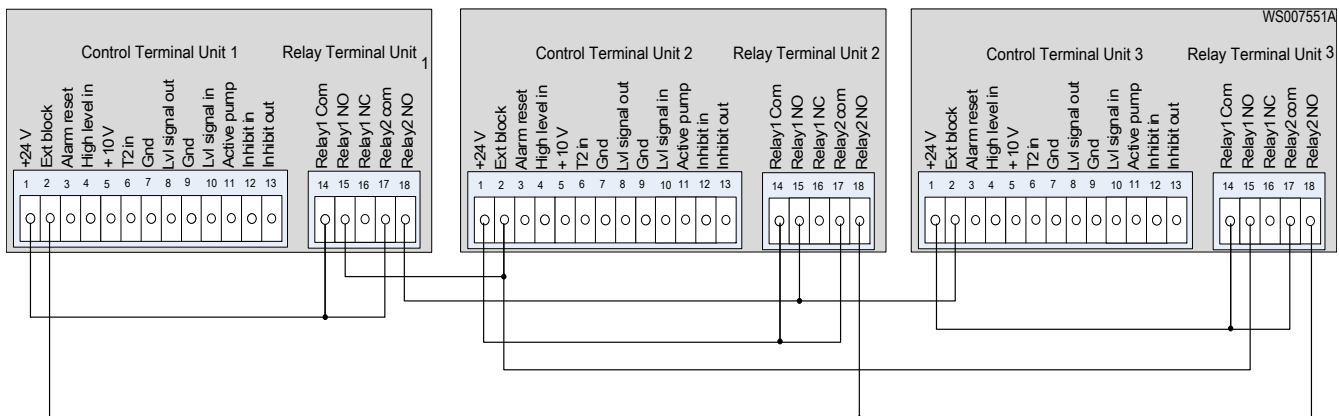 WS007551A
Control Terminal Unit 1
Relay Terminal Unit 1
+24 V
Ext block
Alarm reset
High level in
+ 10 V
T2 in
Gnd
Lvl signal out
Gnd
Lvl signal in
Active pump
Inhibit in
Inhibit out
Relay1 Com
Relay1 NO
Relay1 NC
Relay2 com
Relay2 NO
1 2 3 4 5 6 7 8 9 10 11 12 13
14 15 16 17 18
Control Terminal Unit 2
Relay Terminal Unit 2
+24 V
Ext block
Alarm reset
High level in
+ 10 V
T2 in
Gnd
Lvl signal out
Gnd
Lvl signal in
Active pump
Inhibit in
Inhibit out
Relay1 Com
Relay1 NO
Relay1 NC
Relay2 com
Relay2 NO
1 2 3 4 5 6 7 8 9 10 11 12 13
14 15 16 17 18
Control Terminal Unit 3
Relay Terminal Unit 3
+24 V
Ext block
Alarm reset
High level in
+ 10 V
T2 in
Gnd
Lvl signal out
Gnd
Lvl signal in
Active pump
Inhibit in
Inhibit out
Relay1 Com
Relay1 NO
Relay1 NC
Relay2 com
Relay2 NO
1 2 3 4 5 6 7 8 9 10 11 12 13
14 15 16 17 18